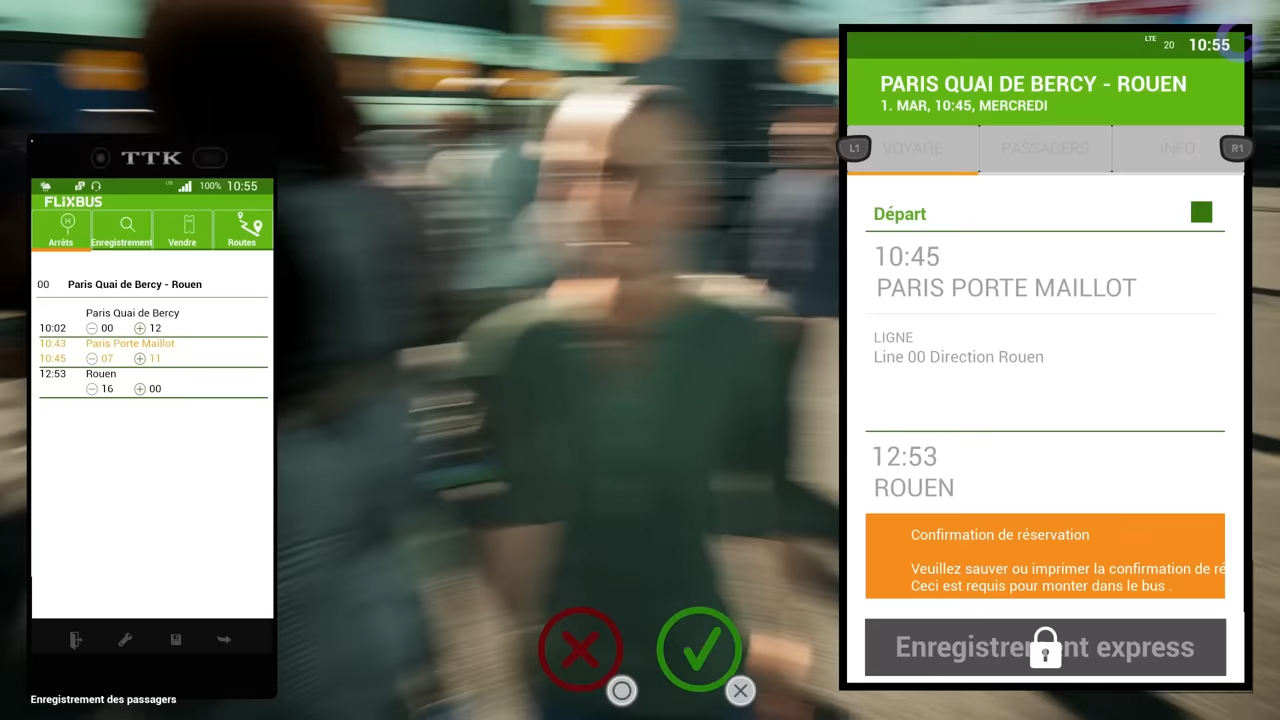 TTK
100% 10:55
FLiXBUS
Arrêts Enregistrement Vendre Routes
00 Paris Quai de Bercy - Rouen
Paris Quai de Bercy
10:02 00 12
10:43 Paris Porte Maillot
10:45 07 11
12:53 Rouen
16 00
Enregistrement des passagers
LTE 20 10:55
PARIS QUAI DE BERCY - ROUEN
1. MAR, 10:45, MERCREDI
L1 VOYAGE PASSAGERS INFO R1
Départ
10:45
PARIS PORTE MAILLOT
LIGNE
Line 00 Direction Rouen
12:53
ROUEN
Confirmation de réservation
Veuillez sauver ou imprimer la confirmation de ré
Ceci est requis pour monter dans le bus .
Enregistrement express